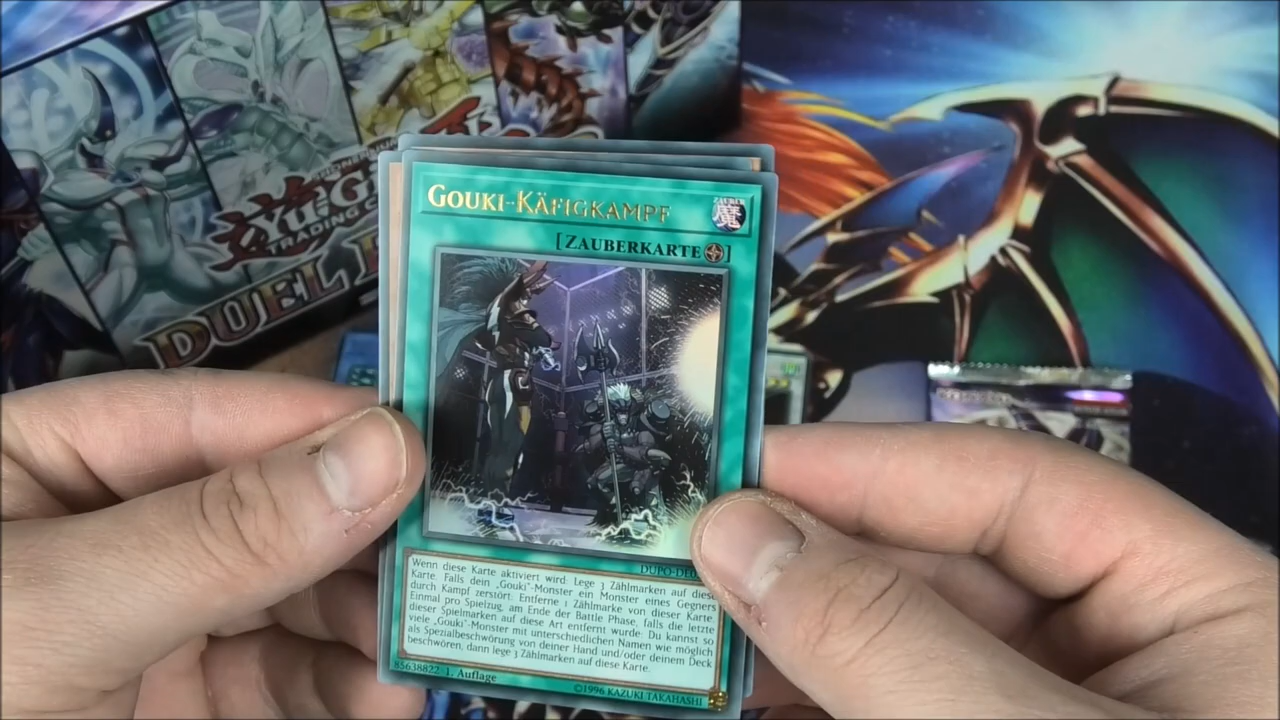 YU-GI
TRADING C
DUEL
GOUKI-KÄFIGKAMPF
ZAUBER
魔
[ZAUBERKARTE]
DUPO-DE0
Wenn diese Karte aktiviert wird: Lege 3 Zählmarken auf diese
Karte. Falls dein „Gouki"-Monster ein Monster eines Gegners
durch Kampf zerstört: Entferne 1 Zählmarke von dieser Karte.
Einmal pro Spielzug, am Ende der Battle Phase, falls die letzte
dieser Spielmarken auf diese Art entfernt wurde: Du kannst so
viele „Gouki"-Monster mit unterschiedlichen Namen wie möglich
als Spezialbeschwörung von deiner Hand und/oder deinem Deck
beschwören, dann lege 3 Zählmarken auf diese Karte.
85638822 1. Auflage
©1996 KAZUKI TAKAHASHI